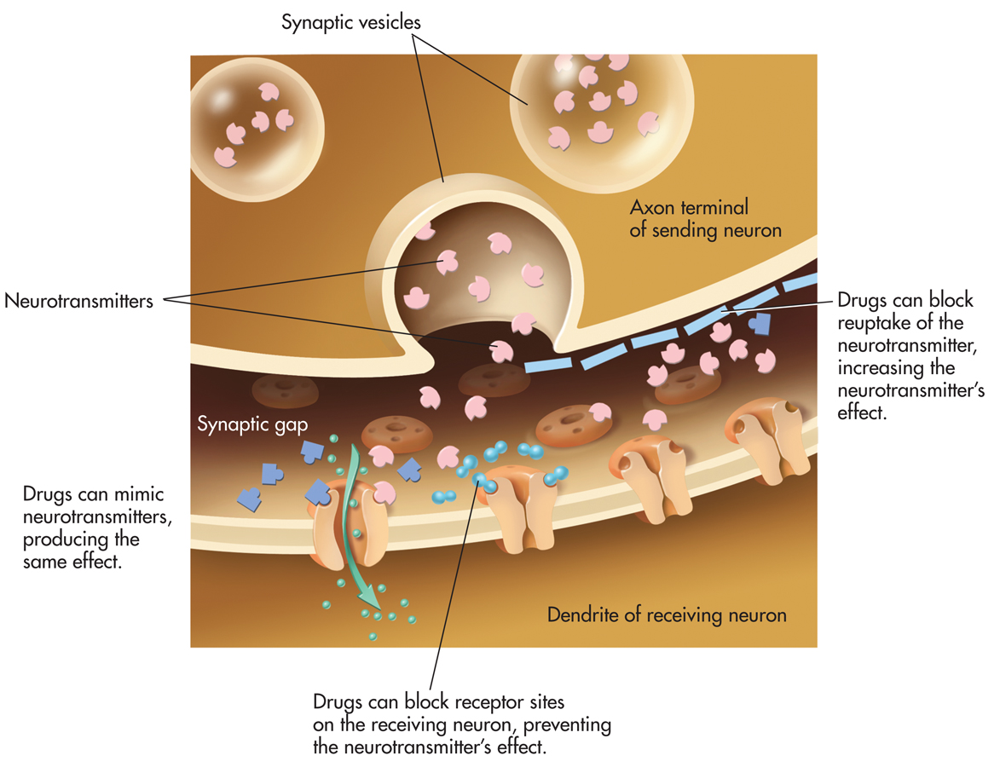 Synaptic vesicles
Axon terminal
of sending neuron
Neurotransmitters
Drugs can block
reuptake of the
neurotransmitter,
increasing the
neurotransmitter's
effect.
Synaptic gap
Drugs can mimic
neurotransmitters,
producing the
same effect.
Dendrite of receiving neuron
Drugs can block receptor sites
on the receiving neuron, preventing
the neurotransmitter's effect.